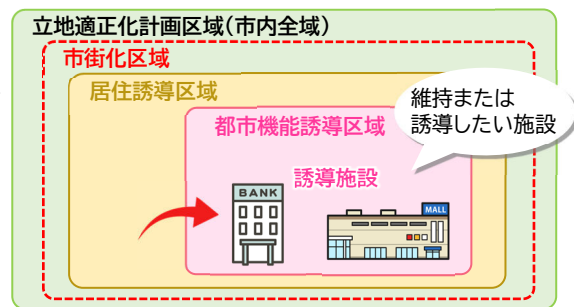 立地適正化計画区域(市内全域)
市街化区域
居住誘導区域
維持または
誘導したい施設
都市機能誘導区域
誘導施設
BANK
MALL